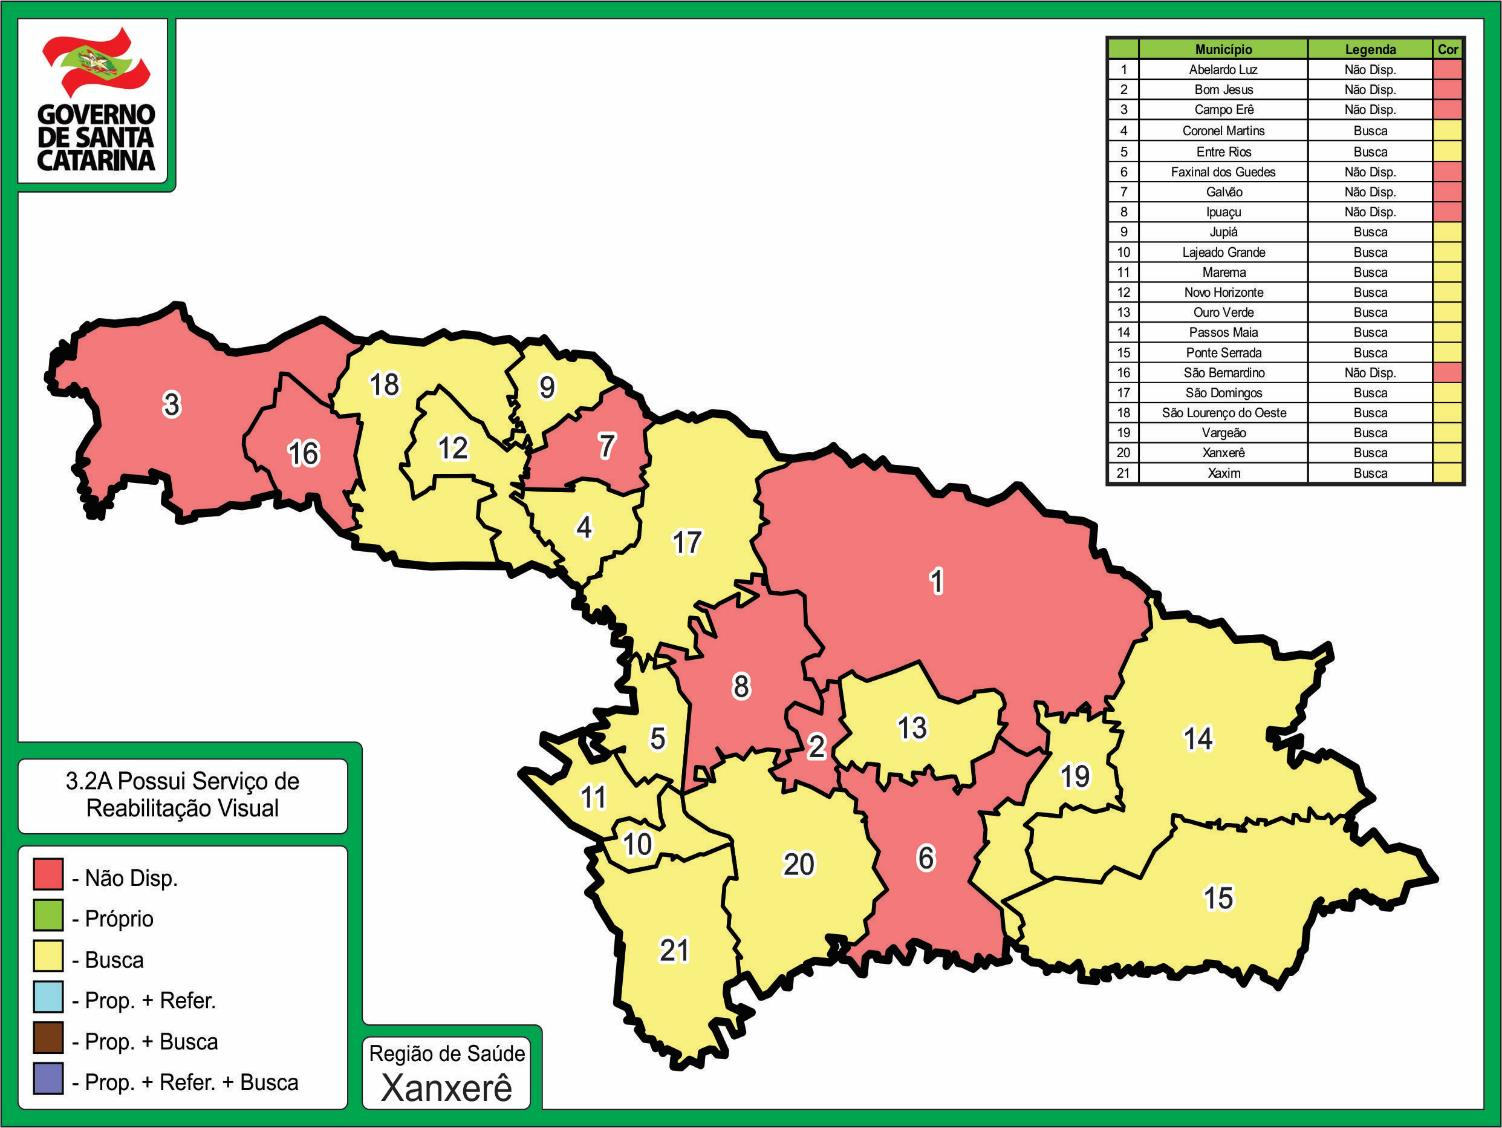 GOVERNO
DE SANTA
CATARINA
Município Legenda Cor
1 Abelardo Luz Não Disp.
2 Bom Jesus Não Disp.
3 Campo Erê Não Disp.
4 Coronel Martins Busca
5 Entre Rios Busca
6 Faxinal dos Guedes Não Disp.
7 Galvão Não Disp.
8 Ipuaçu Não Disp.
9 Jupiá Busca
10 Lajeado Grande Busca
11 Marema Busca
12 Novo Horizonte Busca
13 Ouro Verde Busca
14 Passos Maia Busca
15 Ponte Serrada Busca
16 São Bernardino Não Disp.
17 São Domingos Busca
18 São Lourenço do Oeste Busca
19 Vargeão Busca
20 Xanxerê Busca
21 Xaxim Busca
3
16
18
12
9
7
4
17
1
8
5
2
13
14
19
11
10
20
6
15
21
3.2A Possui Serviço de
Reabilitação Visual
- Não Disp.
- Próprio
- Busca
- Prop. + Refer.
- Prop. + Busca
- Prop. + Refer. + Busca
Região de Saúde
Xanxerê